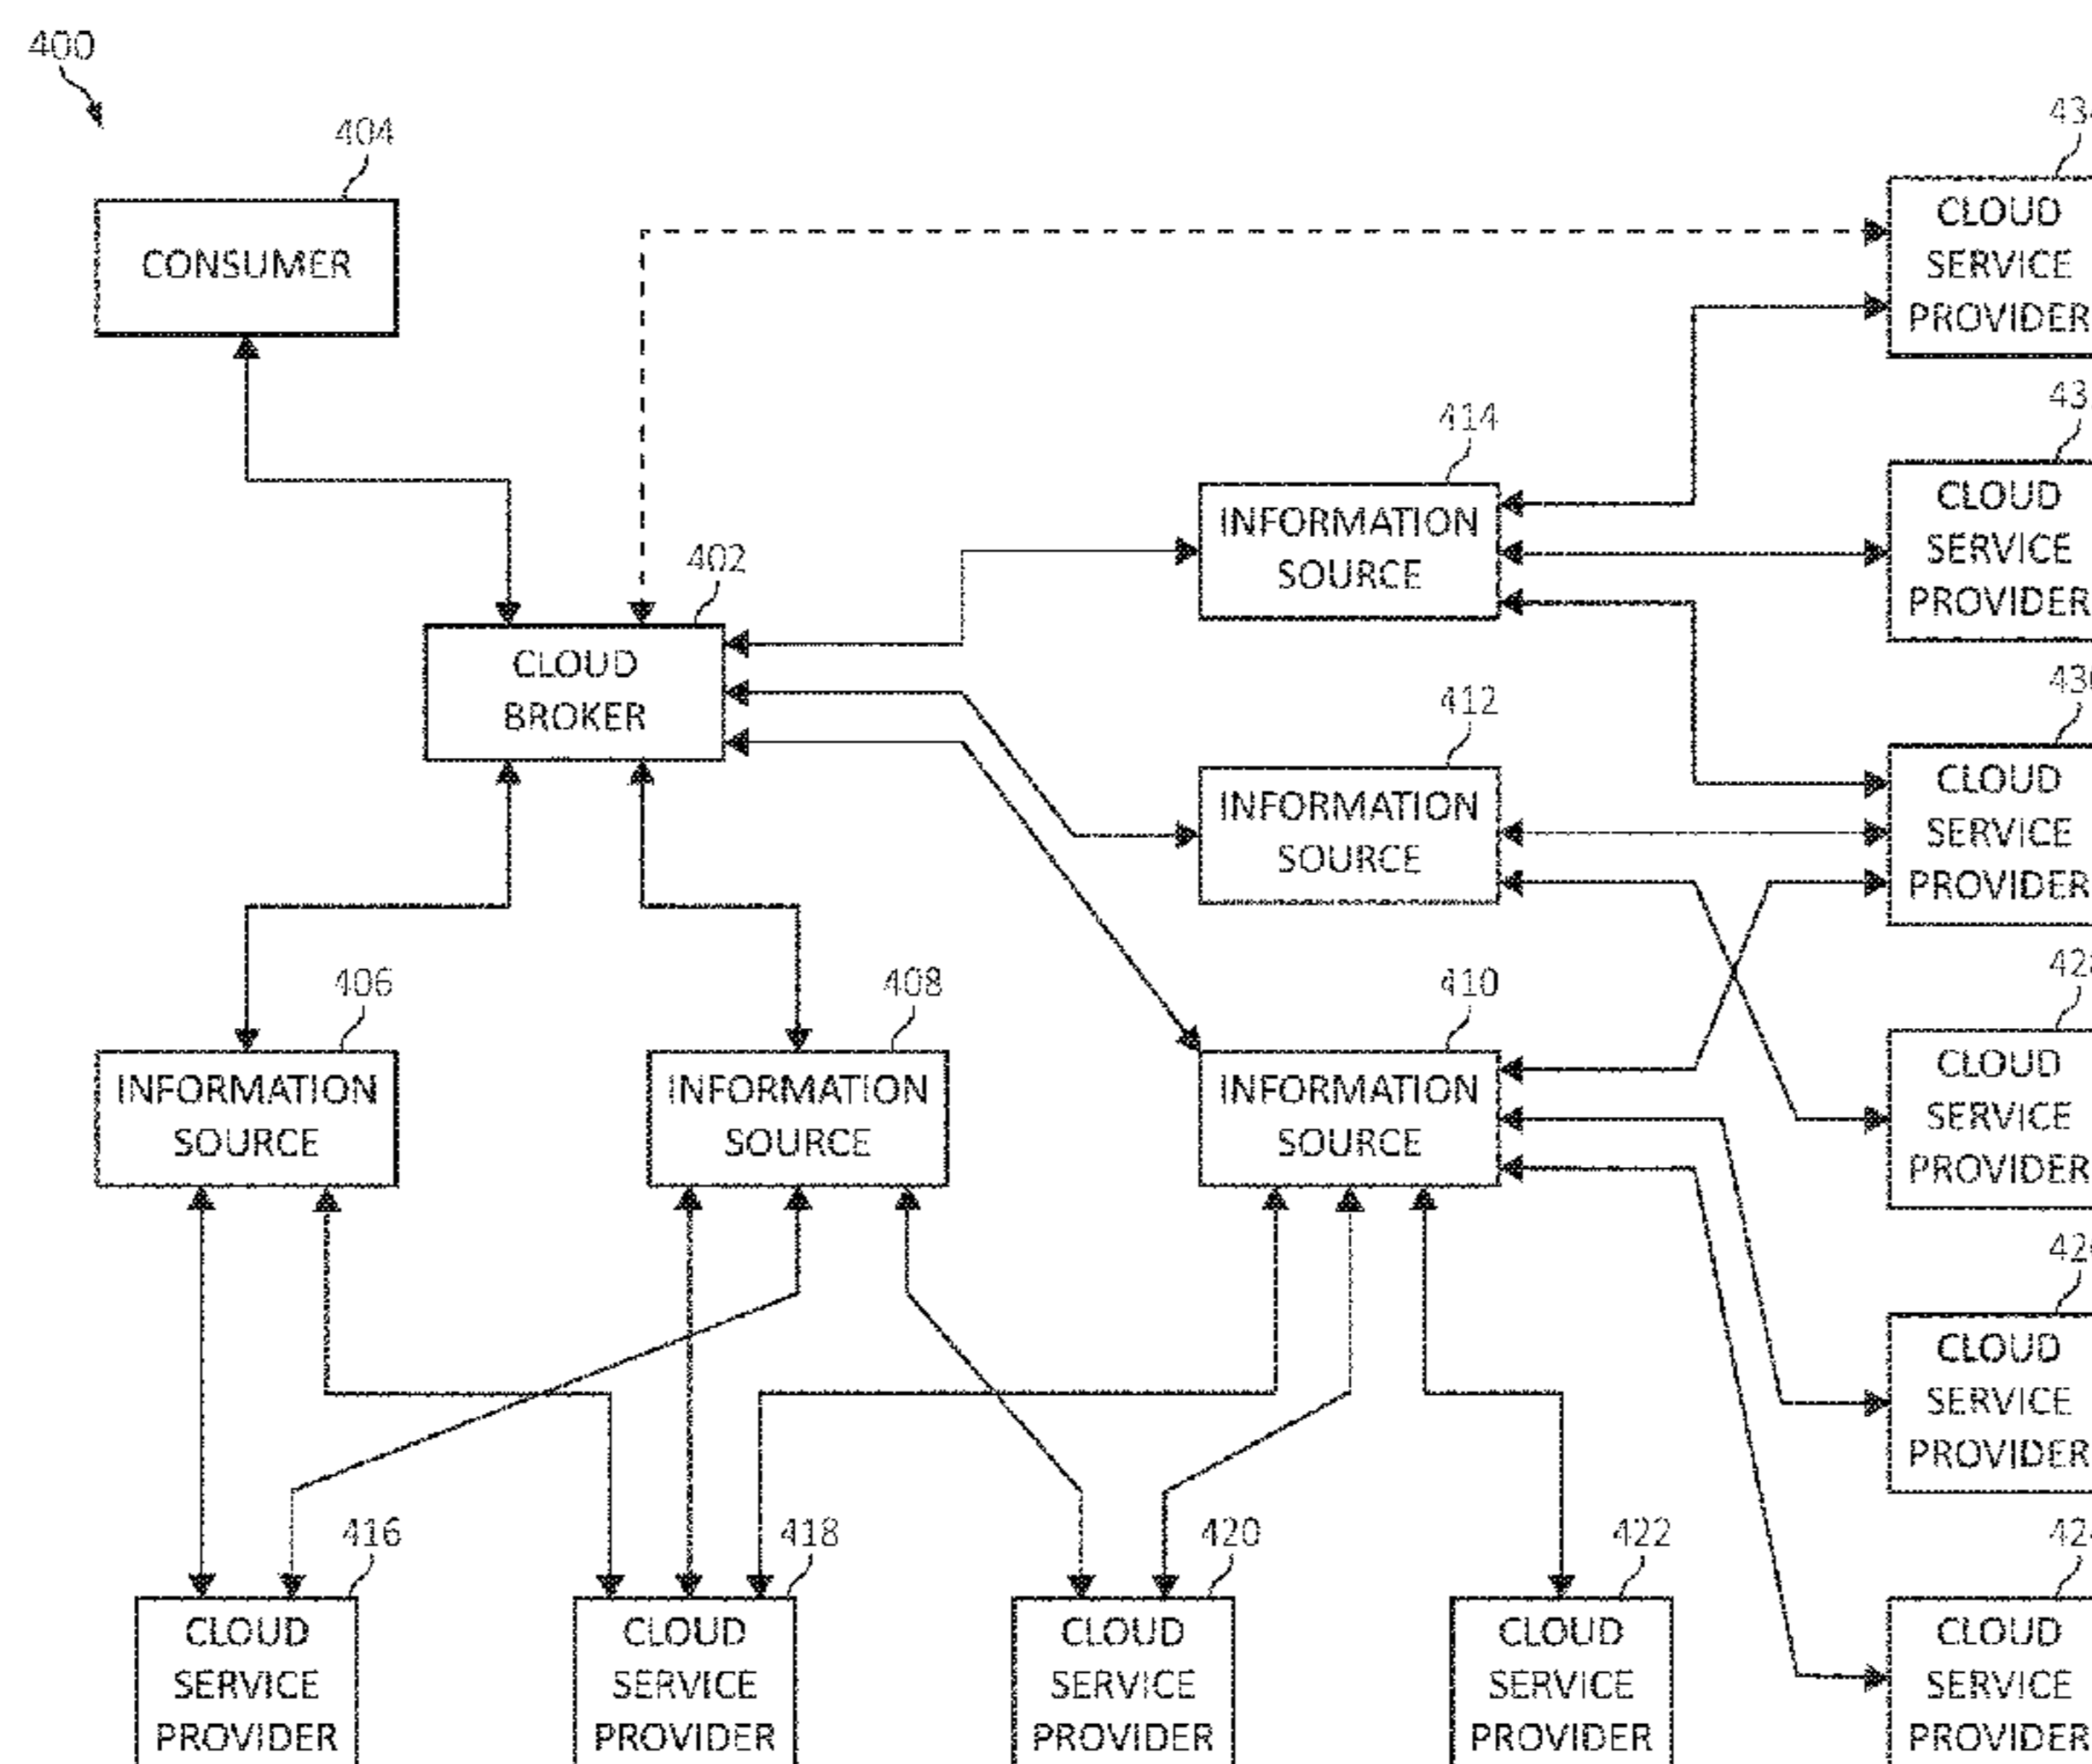 400
404
CONSUMER
CLOUD
SERVICE
PROVIDER
414
INFORMATION
SOURCE
CLOUD
SERVICE
PROVIDER
402
CLOUD
BROKER
412
INFORMATION
SOURCE
CLOUD
SERVICE
PROVIDER
406
INFORMATION
SOURCE
408
INFORMATION
SOURCE
410
INFORMATION
SOURCE
CLOUD
SERVICE
PROVIDER
CLOUD
SERVICE
PROVIDER
416
CLOUD
SERVICE
PROVIDER
418
CLOUD
SERVICE
PROVIDER
420
CLOUD
SERVICE
PROVIDER
422
CLOUD
SERVICE
PROVIDER
CLOUD
SERVICE
PROVIDER